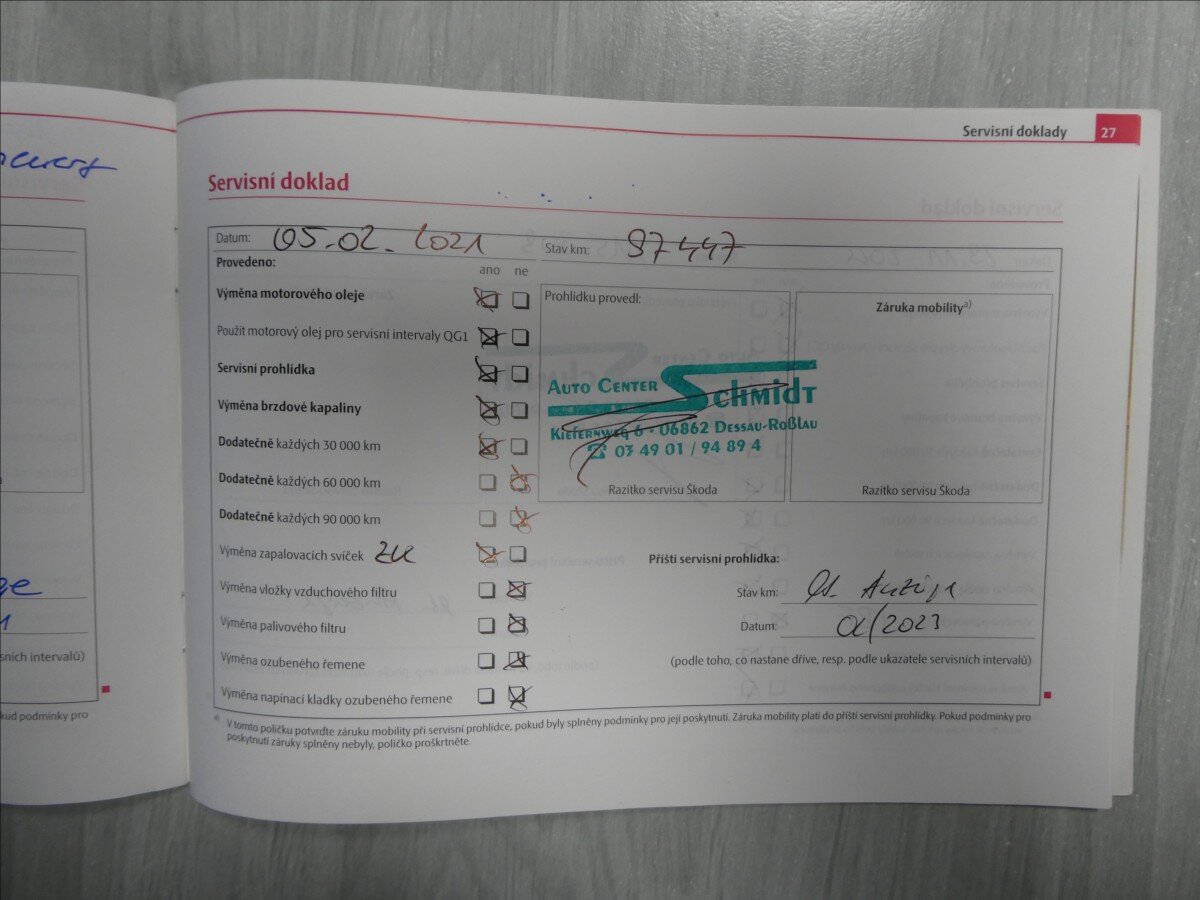 Servisní doklady 27
Servisní doklad
Datum: 05.02.2021
Stav km: 97447
Provedeno:
ano ne
Výměna motorového oleje
Použit motorový olej pro servisní intervaly QG1
Servisní prohlídka
Výměna brzdové kapaliny
Dodatečně každých 30 000 km
Dodatečně každých 60 000 km
Dodatečně každých 90 000 km
Výměna zapalovacích svíček ZK
Výměna vložky vzduchového filtru
Výměna palivového filtru
Výměna ozubeného řemene
Výměna napínací kladky ozubeného řemene
Prohlídku provedl:
AUTO CENTER SCHMIDT
KIEFERNWEG 6 · 06862 DESSAU-ROßLAU
☎ 03 49 01 / 94 89 4
Razítko servisu Škoda
Záruka mobility a)
Razítko servisu Škoda
Příští servisní prohlídka:
Stav km:
Datum: 02/2023
(podle toho, co nastane dříve, resp. podle ukazatele servisních intervalů)
a) V tomto políčku potvrďte záruku mobility při servisní prohlídce, pokud byly splněny podmínky pro její poskytnutí. Záruka mobility platí do příští servisní prohlídky. Pokud podmínky pro
poskytnutí záruky splněny nebyly, políčko proškrtněte.
sních intervalů)
kud podmínky pro